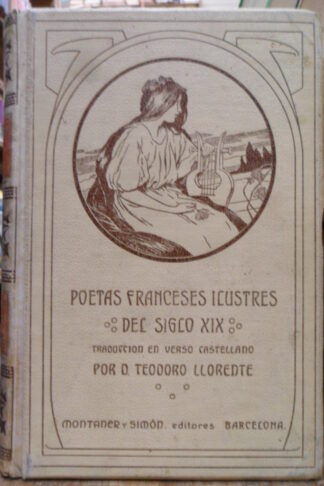 POETAS FRANCESES ILUSTRES
DEL SIGLO XIX
TRADUCCION EN VERSO CASTELLANO
POR D. TEODORO LLORENTE
MONTANER Y SIMÓN. editores BARCELONA.